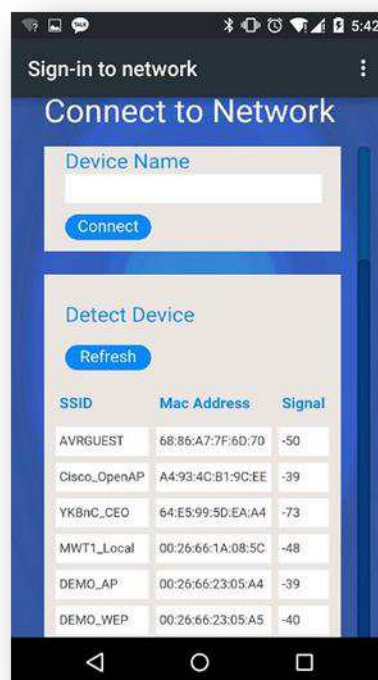 5:42
Sign-in to network
Connect to Network
Device Name
Connect
Detect Device
Refresh
SSID Mac Address Signal
AVRGUEST 68:86:A7:7F:6D:70 -50
Cisco_OpenAP A4:93:4C:B1:9C:EE -39
YKBnC_CEO 64:E5:99:5D:EA:A4 -73
MWT1_Local 00:26:66:1A:08:5C -48
DEMO_AP 00:26:66:23:05:A4 -39
DEMO_WEP 00:26:66:23:05:A5 -40